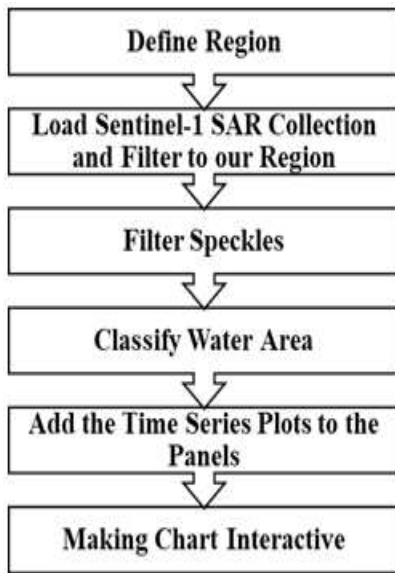 Define Region
Load Sentinel-1 SAR Collection
and Filter to our Region
Filter Speckles
Classify Water Area
Add the Time Series Plots to the
Panels
Making Chart Interactive